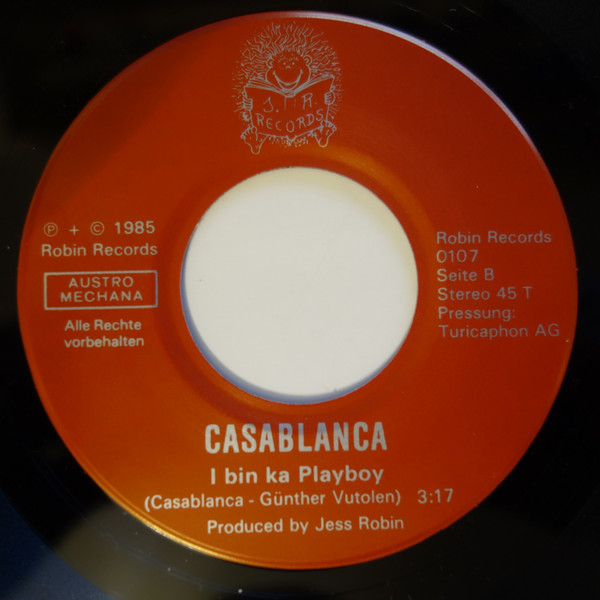 J. R.
RECORDS
℗ + © 1985
Robin Records
AUSTRO
MECHANA
Alle Rechte
vorbehalten
Robin Records
0107
Seite B
Stereo 45 T
Pressung:
Turicaphon AG
CASABLANCA
I bin ka Playboy
(Casablanca - Günther Vutolen) 3:17
Produced by Jess Robin